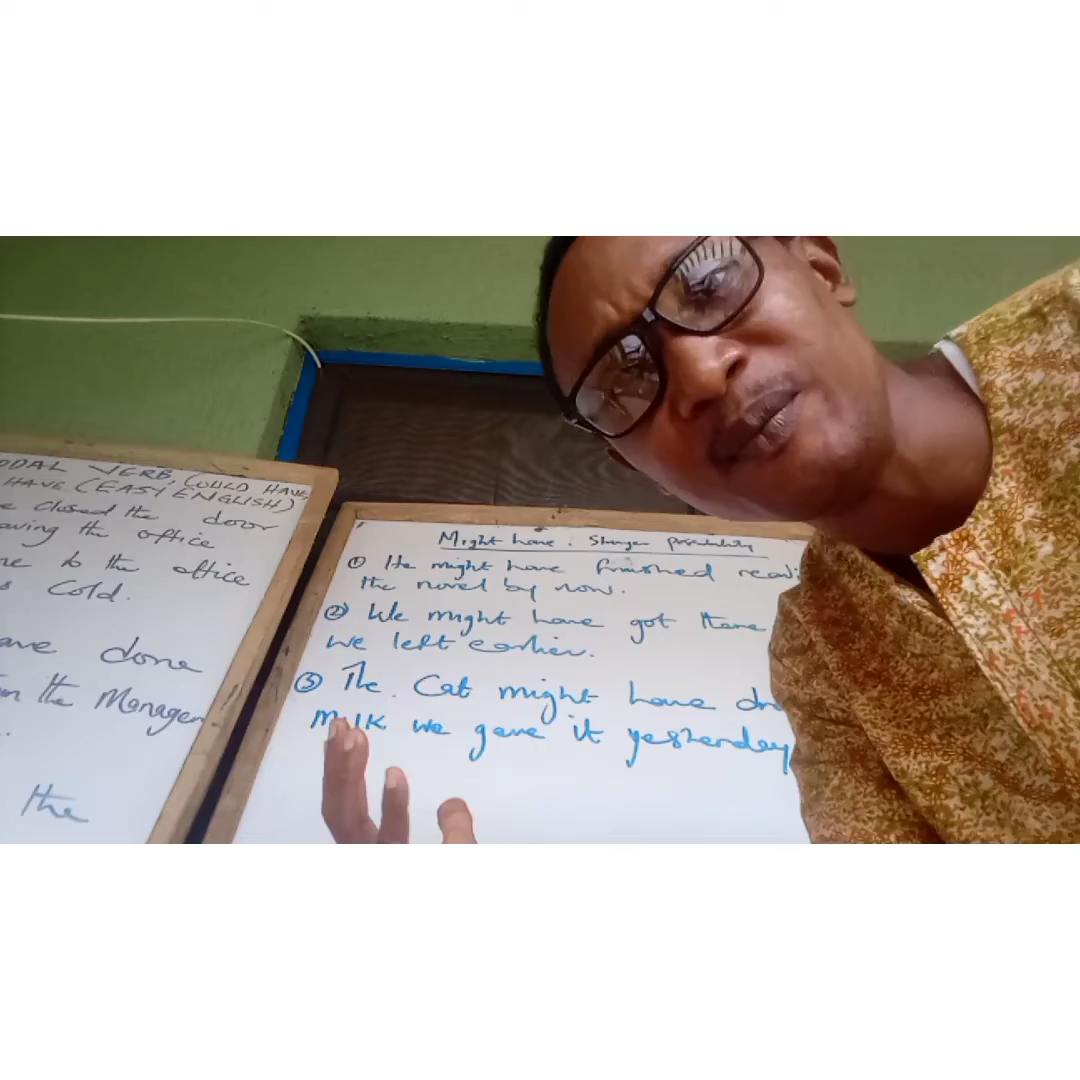 ODAL VERB, COULD HAVE,
HAVE (EASY ENGLISH)
e closed the door
aving the office
me to the office
s Cold.
ave done
the Manager
the
Might have: Stronger possibility
① He might have finished readi
the novel by now.
② We might have got there
we left earlier.
③ The. Cat might have dr
Milk we gave it yesterday